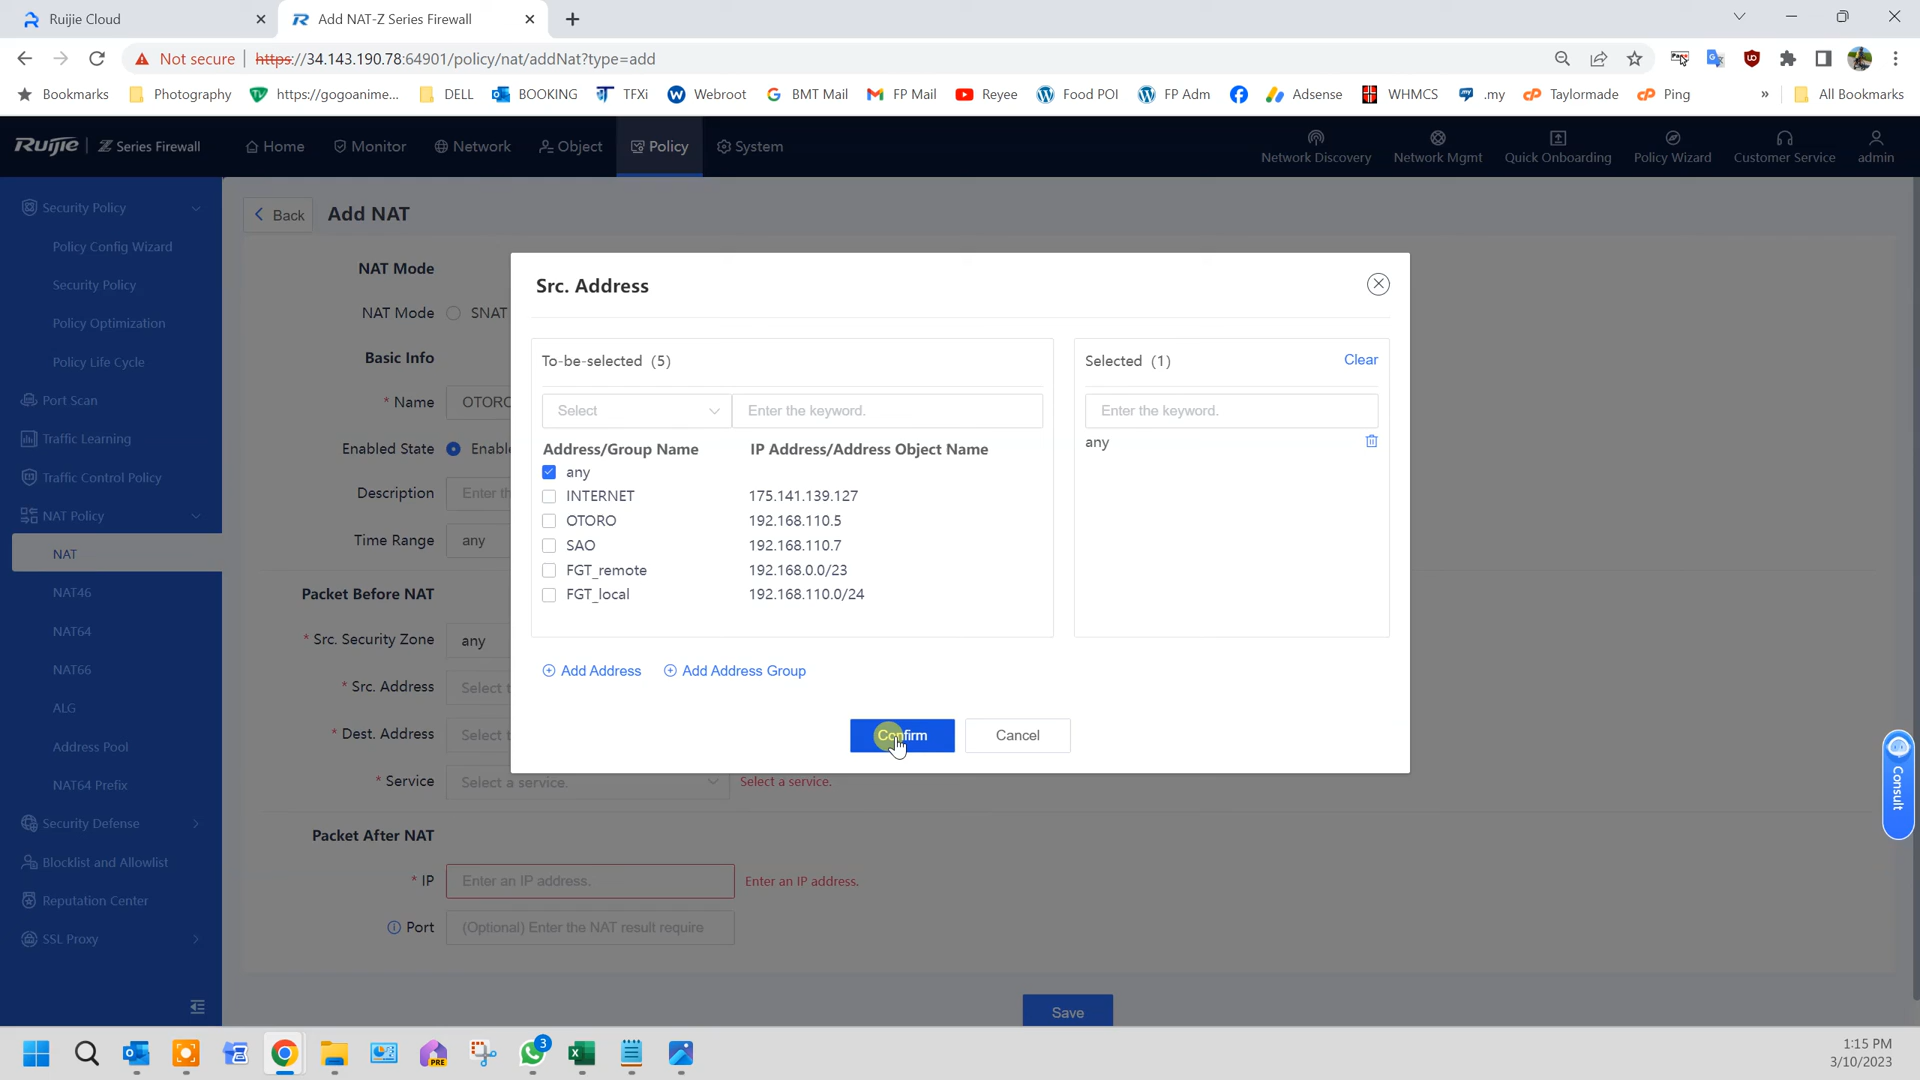 Ruijie Cloud
Add NAT-Z Series Firewall
Not secure
https://34.143.190.78:64901/policy/nat/addNat?type=add
Bookmarks
Photography
https://gogoanime...
DELL
BOOKING
TFXi
Webroot
BMT Mail
FP Mail
Reyee
Food POI
FP Adm
Adsense
WHMCS
.my
Taylormade
Ping
»
All Bookmarks
Ruijie | Z Series Firewall
Home
Monitor
Network
Object
Policy
System
Network Discovery
Network Mgmt
Quick Onboarding
Policy Wizard
Customer Service
admin
Security Policy
Policy Config Wizard
Security Policy
Policy Optimization
Policy Life Cycle
Port Scan
Traffic Learning
Traffic Control Policy
NAT Policy
NAT
NAT46
NAT64
NAT66
ALG
Address Pool
NAT64 Prefix
Security Defense
Blocklist and Allowlist
Reputation Center
SSL Proxy
Back
Add NAT
NAT Mode
NAT Mode
SNAT
Basic Info
* Name
Enabled State
Description
Time Range
any
Packet Before NAT
* Src. Security Zone
any
* Src. Address
* Dest. Address
* Service
Select a service.
Select a service.
Packet After NAT
* IP
Enter an IP address.
Enter an IP address.
Port
(Optional) Enter the NAT result require
Save
Src. Address
To-be-selected (5)
Select
Enter the keyword.
Address/Group Name IP Address/Address Object Name
any
INTERNET 175.141.139.127
OTORO 192.168.110.5
SAO 192.168.110.7
FGT_remote 192.168.0.0/23
FGT_local 192.168.110.0/24
Selected (1)
Clear
Enter the keyword.
any
Add Address
Add Address Group
Confirm
Cancel
Consult
PRE
3
1:15 PM
3/10/2023